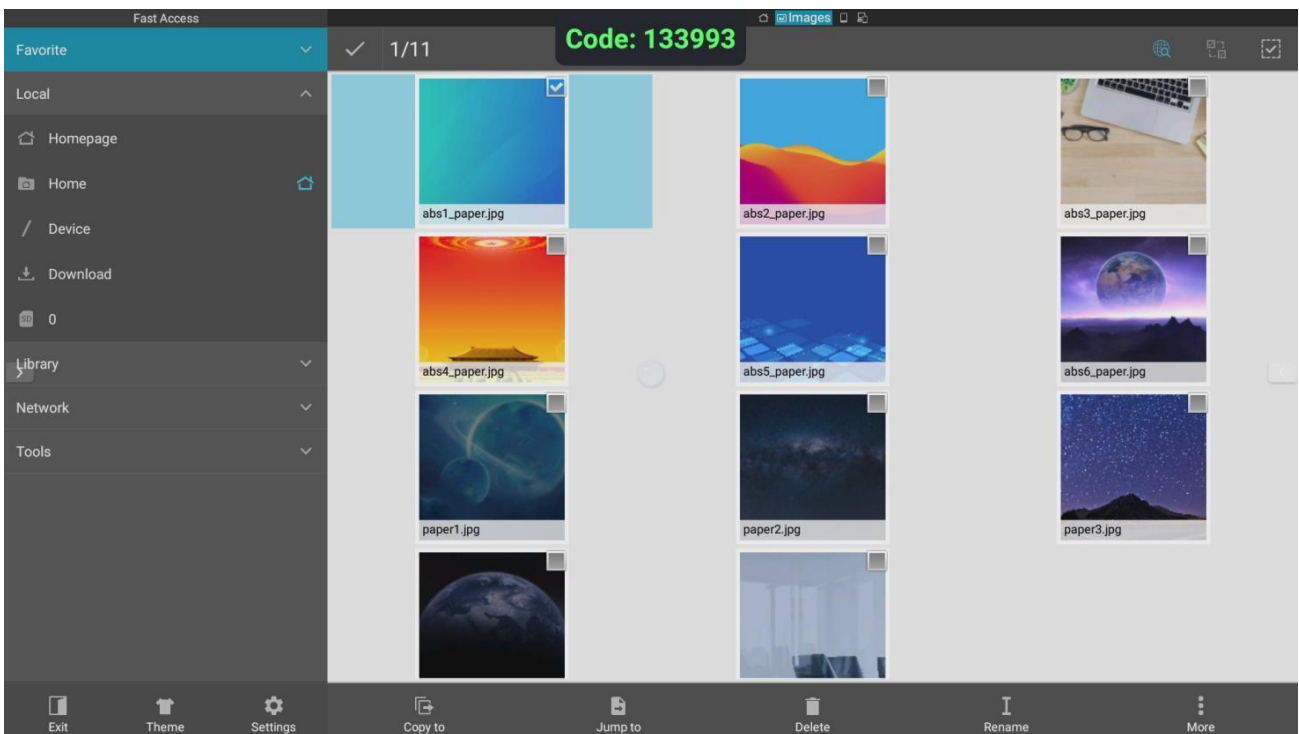 Fast Access
Images
Favorite
1/11
Code: 133993
Local
Homepage
Home
Device
Download
0
Library
Network
Tools
abs1_paper.jpg
abs2_paper.jpg
abs3_paper.jpg
abs4_paper.jpg
abs5_paper.jpg
abs6_paper.jpg
paper1.jpg
paper2.jpg
paper3.jpg
Exit
Theme
Settings
Copy to
Jump to
Delete
Rename
More